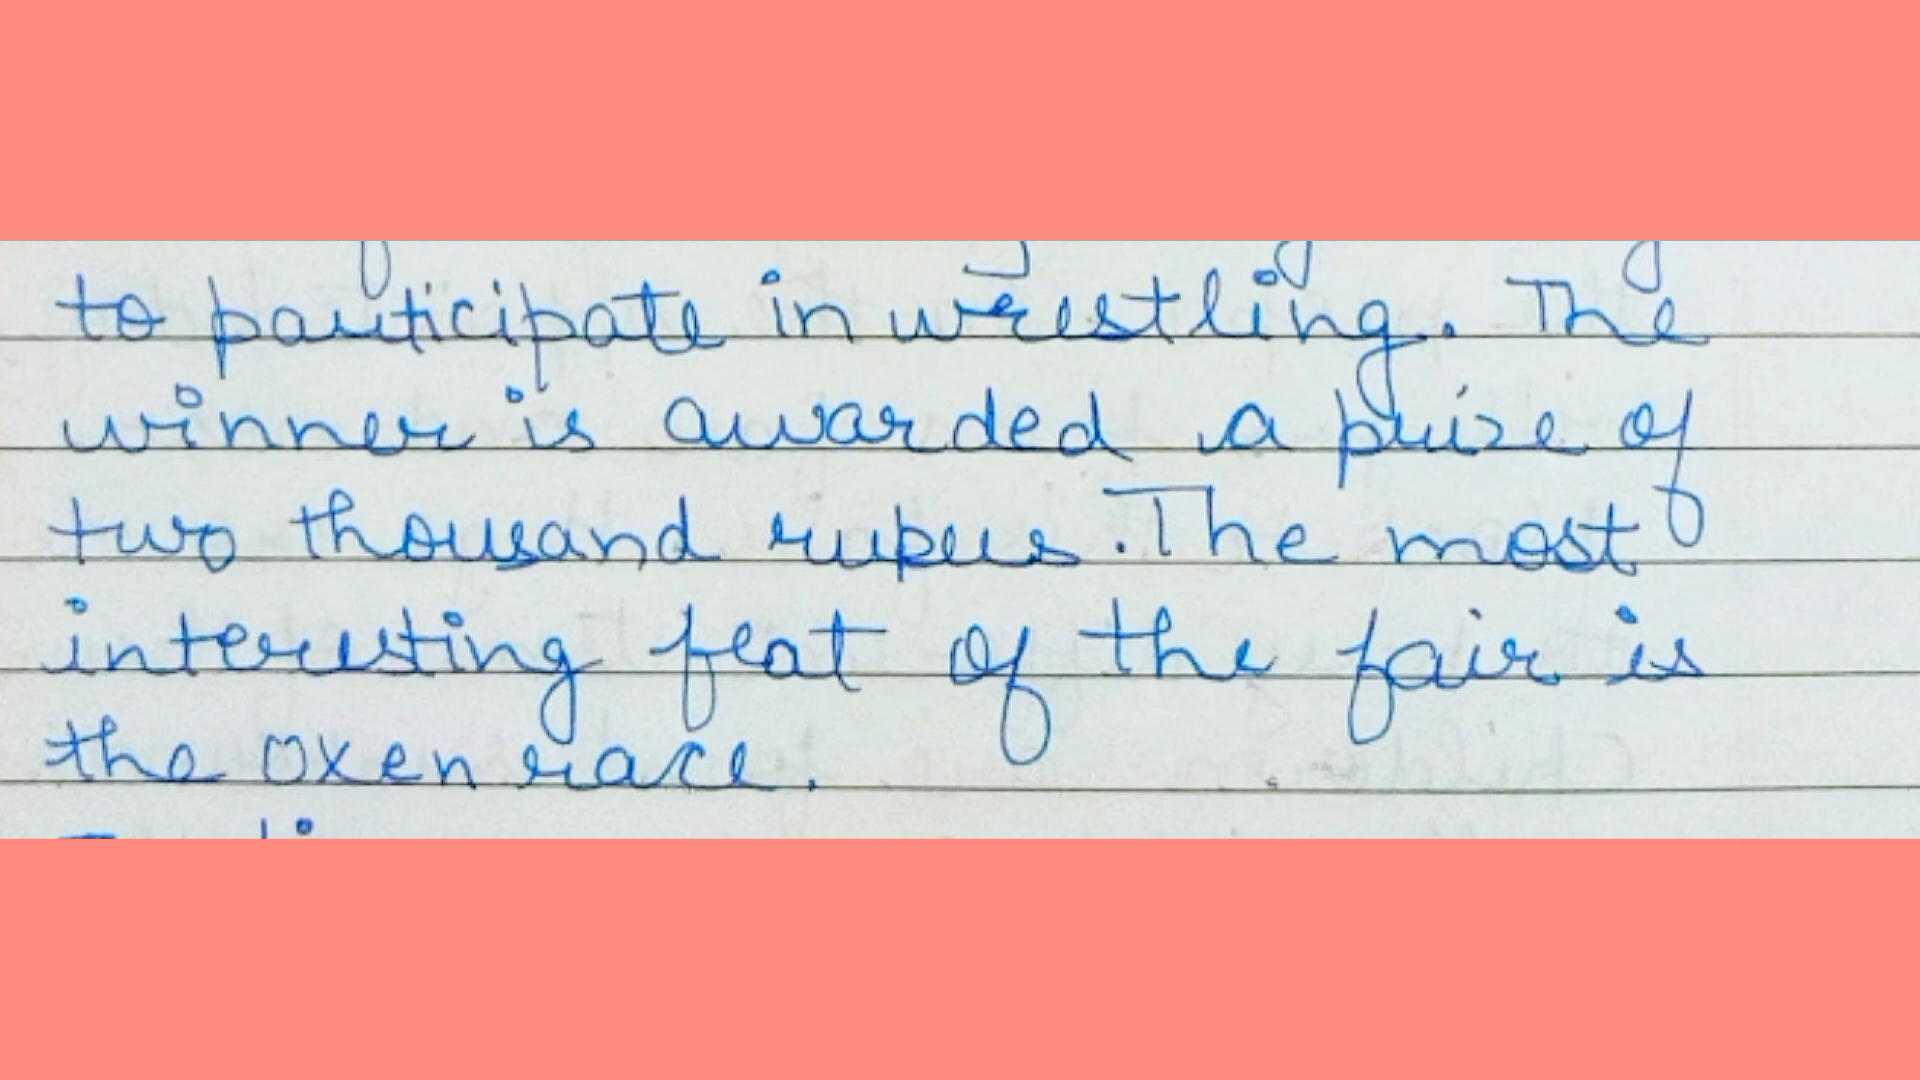 to participate in wrestling. The
winner is awarded a prize of
two thousand rupees. The most
interesting feat of the fair is
the oxen race.